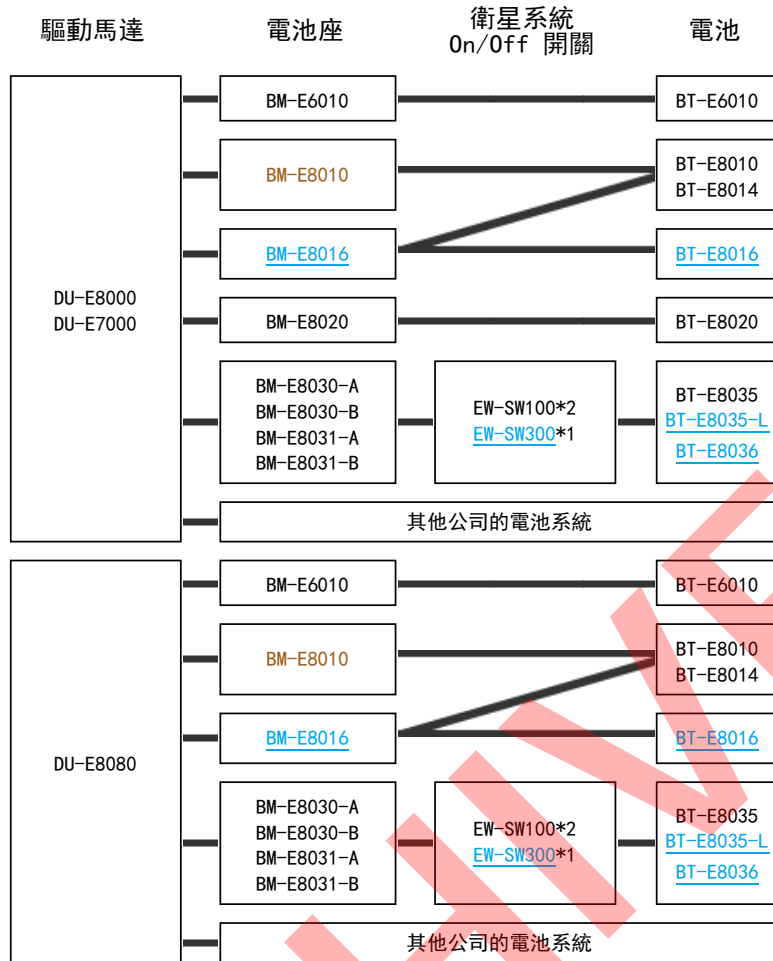 驅動馬達
電池座
衛星系統
On/Off 開關
電池
DU-E8000
DU-E7000
BM-E6010
BT-E6010
BM-E8010
BT-E8010
BT-E8014
BM-E8016
BT-E8016
BM-E8020
BT-E8020
BM-E8030-A
BM-E8030-B
BM-E8031-A
BM-E8031-B
EW-SW100*2
EW-SW300*1
BT-E8035
BT-E8035-L
BT-E8036
其他公司的電池系統
DU-E8080
BM-E6010
BT-E6010
BM-E8010
BT-E8010
BT-E8014
BM-E8016
BT-E8016
BM-E8030-A
BM-E8030-B
BM-E8031-A
BM-E8031-B
EW-SW100*2
EW-SW300*1
BT-E8035
BT-E8035-L
BT-E8036
其他公司的電池系統